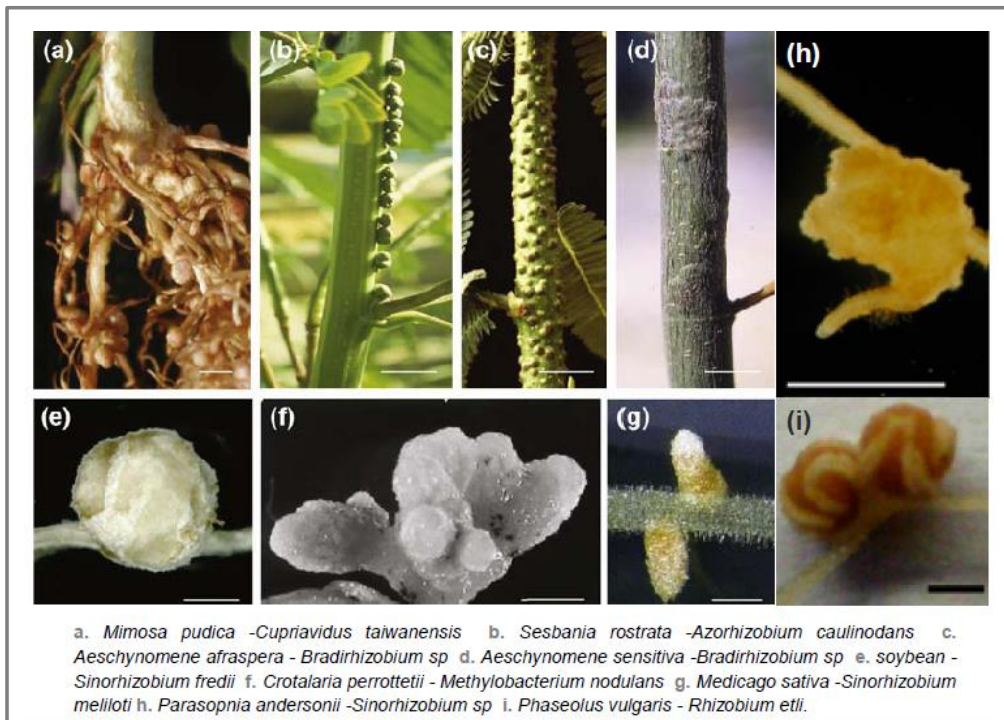 (a)
(b)
(c)
(d)
(h)
(e)
(f)
(g)
(i)
a. Mimosa pudica -Cupriavidus taiwanensis b. Sesbania rostrata -Azorhizobium caulinodans c.
Aeschynomene afraspera - Bradirhizobium sp d. Aeschynomene sensitiva -Bradirhizobium sp e. soybean -
Sinorhizobium fredii f. Crotalaria perrottetii - Methylobacterium nodulans g. Medicago sativa -Sinorhizobium
meliloti h. Parasopnia andersonii -Sinorhizobium sp i. Phaseolus vulgaris - Rhizobium etli.